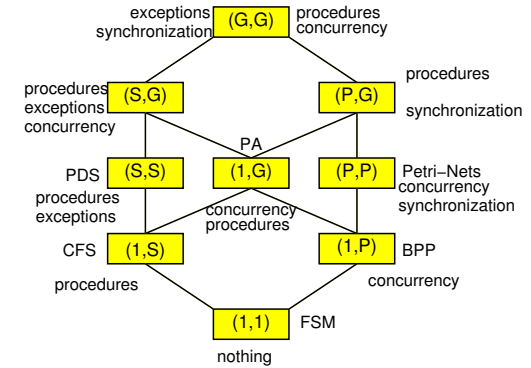 exceptions
synchronization
(G,G)
procedures
concurrency
procedures
exceptions
concurrency
(S,G)
(P,G)
procedures
synchronization
PA
PDS
(S,S)
(1,G)
(P,P)
Petri-Nets
concurrency
synchronization
procedures
exceptions
concurrency
procedures
CFS
(1,S)
(1,P)
BPP
procedures
concurrency
(1,1)
FSM
nothing